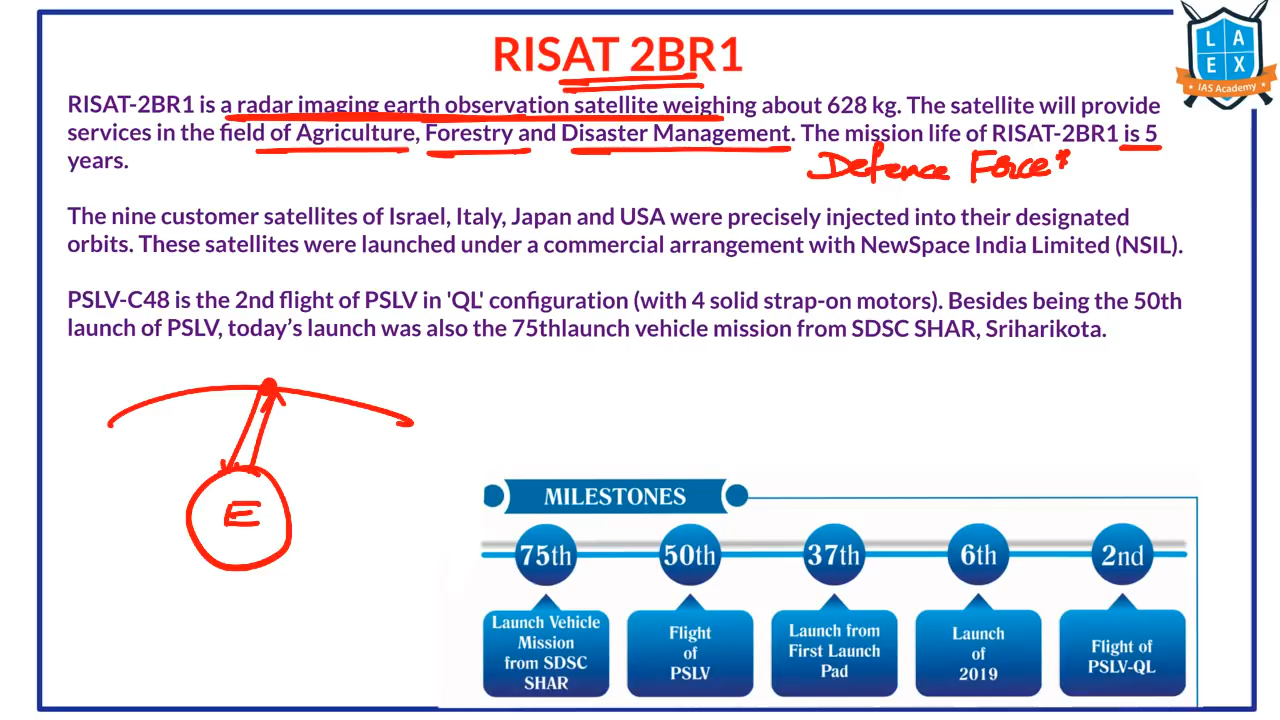 RISAT 2BR1
L A
E X
IAS Academy
RISAT-2BR1 is a radar imaging earth observation satellite weighing about 628 kg. The satellite will provide
services in the field of Agriculture, Forestry and Disaster Management. The mission life of RISAT-2BR1 is 5
years.
Defence Force*
The nine customer satellites of Israel, Italy, Japan and USA were precisely injected into their designated
orbits. These satellites were launched under a commercial arrangement with NewSpace India Limited (NSIL).
PSLV-C48 is the 2nd flight of PSLV in 'QL' configuration (with 4 solid strap-on motors). Besides being the 50th
launch of PSLV, today's launch was also the 75thlaunch vehicle mission from SDSC SHAR, Sriharikota.
E
MILESTONES
75th
Launch Vehicle
Mission
from SDSC
SHAR
50th
Flight
of
PSLV
37th
Launch from
First Launch
Pad
6th
Launch
of
2019
2nd
Flight of
PSLV-QL